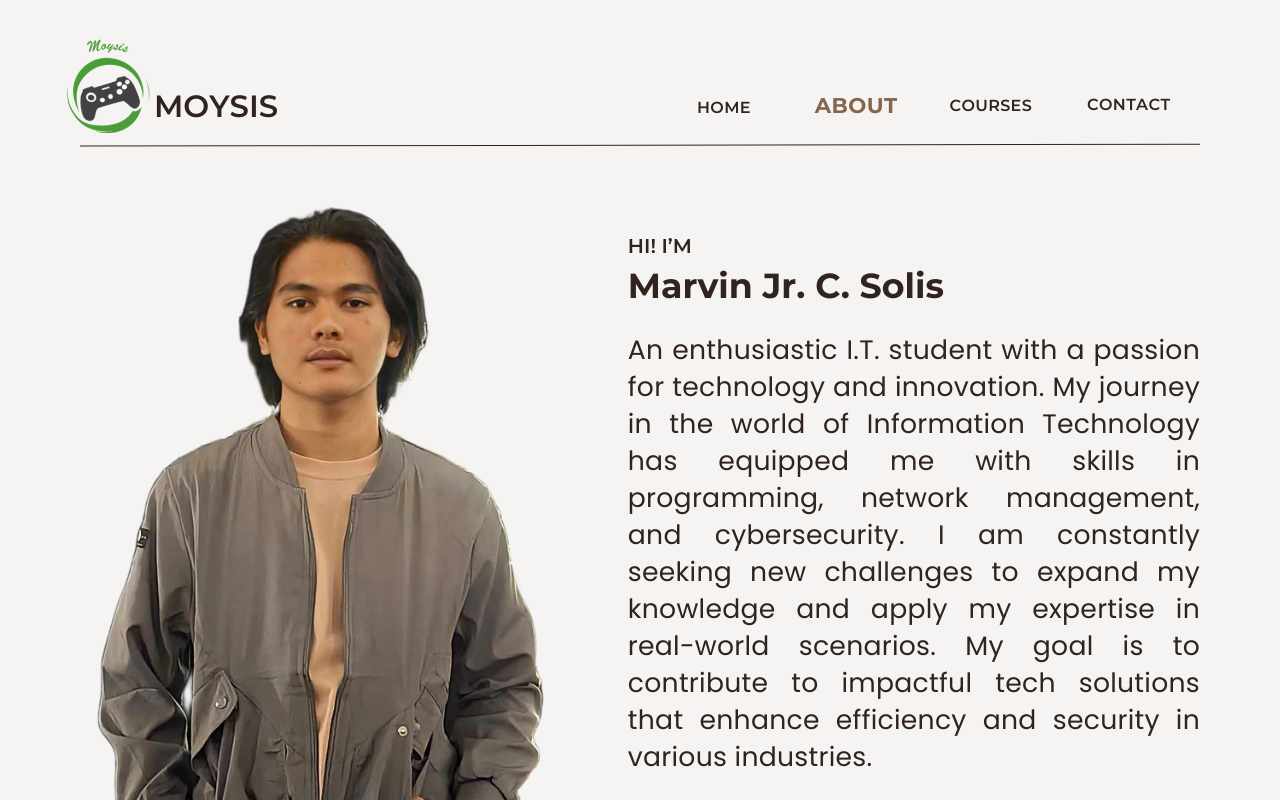 Moysis
MOYSIS
HOME ABOUT COURSES CONTACT
HI! I'M
Marvin Jr. C. Solis
An enthusiastic I.T. student with a passion
for technology and innovation. My journey
in the world of Information Technology
has equipped me with skills in
programming, network management,
and cybersecurity. I am constantly
seeking new challenges to expand my
knowledge and apply my expertise in
real-world scenarios. My goal is to
contribute to impactful tech solutions
that enhance efficiency and security in
various industries.